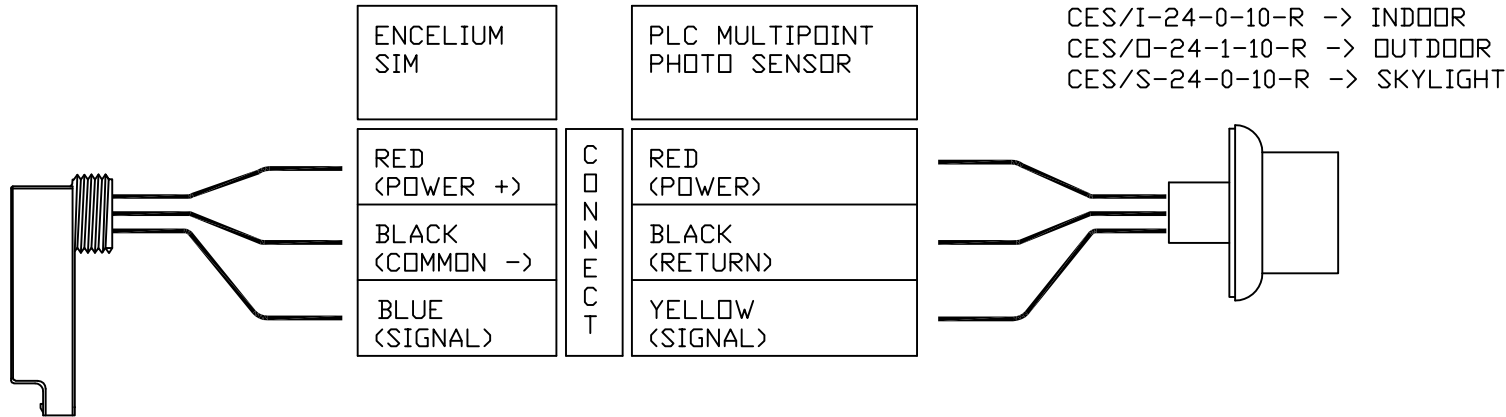 ENCELIUM
SIM
PLC MULTIPOINT
PHOTO SENSOR
CES/I-24-0-10-R -> INDOOR
CES/O-24-1-10-R -> OUTDOOR
CES/S-24-0-10-R -> SKYLIGHT
RED
(POWER +)
CONNECT
RED
(POWER)
BLACK
(COMMON -)
BLACK
(RETURN)
BLUE
(SIGNAL)
YELLOW
(SIGNAL)